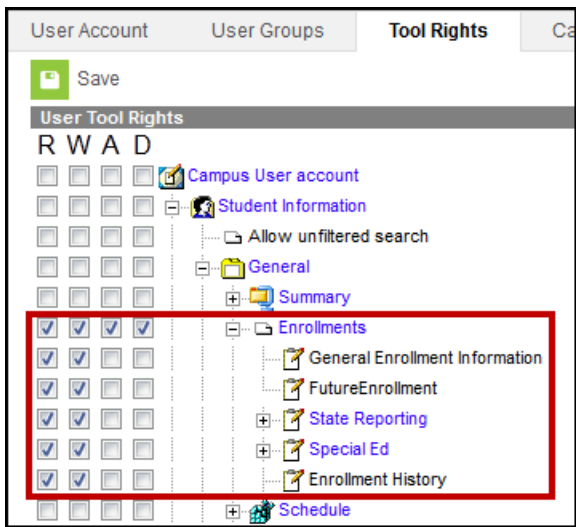 User Account User Groups Tool Rights Ca
Save
User Tool Rights
R W A D
Campus User account
Student Information
Allow unfiltered search
General
Summary
Enrollments
General Enrollment Information
FutureEnrollment
State Reporting
Special Ed
Enrollment History
Schedule